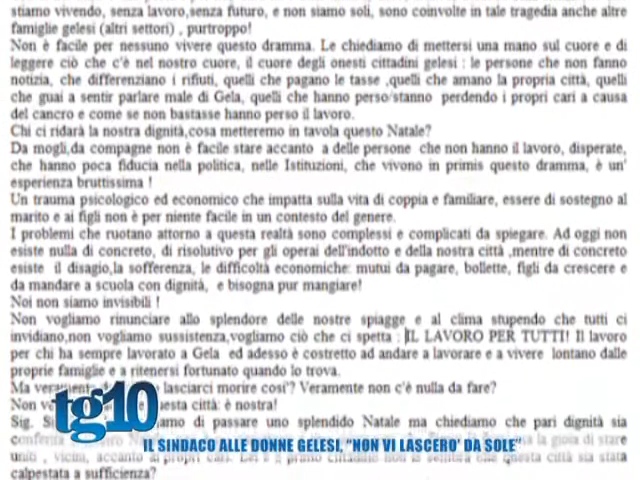 stiamo vivendo, senza lavoro,senza futuro, e non siamo soli, sono coinvolte in tale tragedia anche altre
famiglie gelesi (altri settori) , purtroppo!
Non è facile per nessuno vivere questo dramma. Le chiediamo di mettersi una mano sul cuore e di
leggere ciò che c'è nel nostro cuore, il cuore degli onesti cittadini gelesi : le persone che non fanno
notizia, che differenziano i rifiuti, quelli che pagano le tasse ,quelli che amano la propria città, quelli
che guai a sentir parlare male di Gela, quelli che hanno perso/stanno perdendo i propri cari a causa
del cancro e come se non bastasse hanno perso il lavoro.
Chi ci ridarà la nostra dignità,cosa metteremo in tavola questo Natale?
Da mogli,da compagne non è facile stare accanto a delle persone che non hanno il lavoro, disperate,
che hanno poca fiducia nella politica, nelle Istituzioni, che vivono in primis questo dramma, è un'
esperienza bruttissima !
Un trauma psicologico ed economico che impatta sulla vita di coppia e familiare, essere di sostegno al
marito e ai figli non è per niente facile in un contesto del genere.
I problemi che ruotano attorno a questa realtà sono complessi e complicati da spiegare. Ad oggi non
esiste nulla di concreto, di risolutivo per gli operai dell'indotto e della nostra città ,mentre di concreto
esiste il disagio,la sofferenza, le difficoltà economiche: mutui da pagare, bollette, figli da crescere e
da mandare a scuola con dignità, e bisogna pur mangiare!
Noi non siamo invisibili !
Non vogliamo rinunciare allo splendore delle nostre spiagge e al clima stupendo che tutti ci
invidiano,non vogliamo sussistenza,vogliamo ciò che ci spetta : IL LAVORO PER TUTTI! Il lavoro
per chi ha sempre lavorato a Gela ed adesso è costretto ad andare a lavorare e a vivere lontano dalle
proprie famiglie e a ritenersi fortunato quando lo trova.
Ma lasciarci morire così'? Veramente non c'è nulla da fare?
Non città: è nostra!
Sig. di passare uno splendido Natale ma chiediamo che pari dignità sia
la gioia di stare
calpestata a sufficienza?
tg10
IL SINDACO ALLE DONNE GELESI, "NON VI LASCERO' DA SOLE"